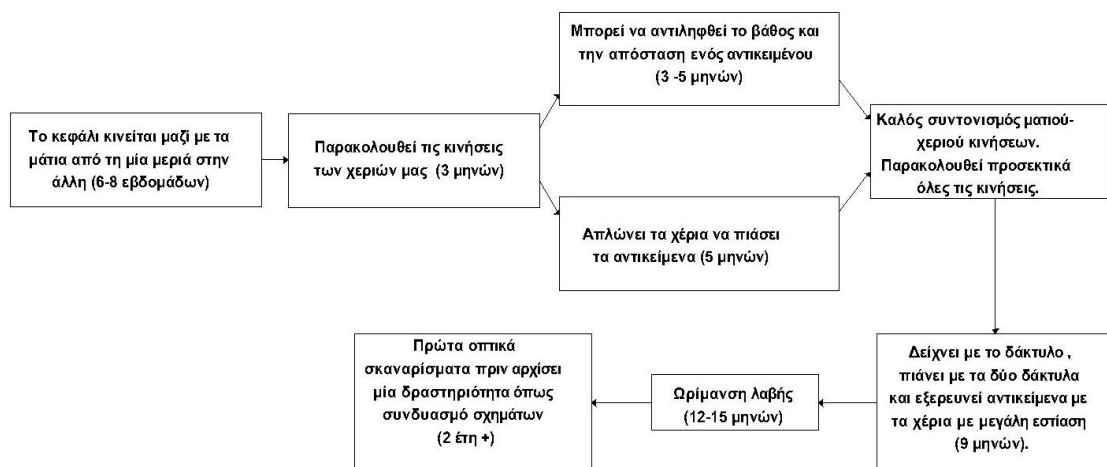 Το κεφάλι κινείται μαζί με τα
μάτια από τη μία μεριά στην
άλλη (6-8 εβδομάδων)
Παρακολουθεί τις κινήσεις
των χεριών μας (3 μηνών)
Μπορεί να αντιληφθεί το βάθος και
την απόσταση ενός αντικειμένου
(3 -5 μηνών)
Απλώνει τα χέρια να πιάσει
τα αντικείμενα (5 μηνών)
Καλός συντονισμός ματιού-
χεριού κινήσεων.
Παρακολουθεί προσεκτικά
όλες τις κινήσεις.
Δείχνει με το δάκτυλο ,
πιάνει με τα δύο δάκτυλα
και εξερευνεί αντικείμενα με
τα χέρια με μεγάλη εστίαση
(9 μηνών).
Ωρίμανση λαβής
(12-15 μηνών)
Πρώτα οπτικά
σκαναρίσματα πριν αρχίσει
μία δραστηριότητα όπως
συνδυασμό σχημάτων
(2 έτη +)